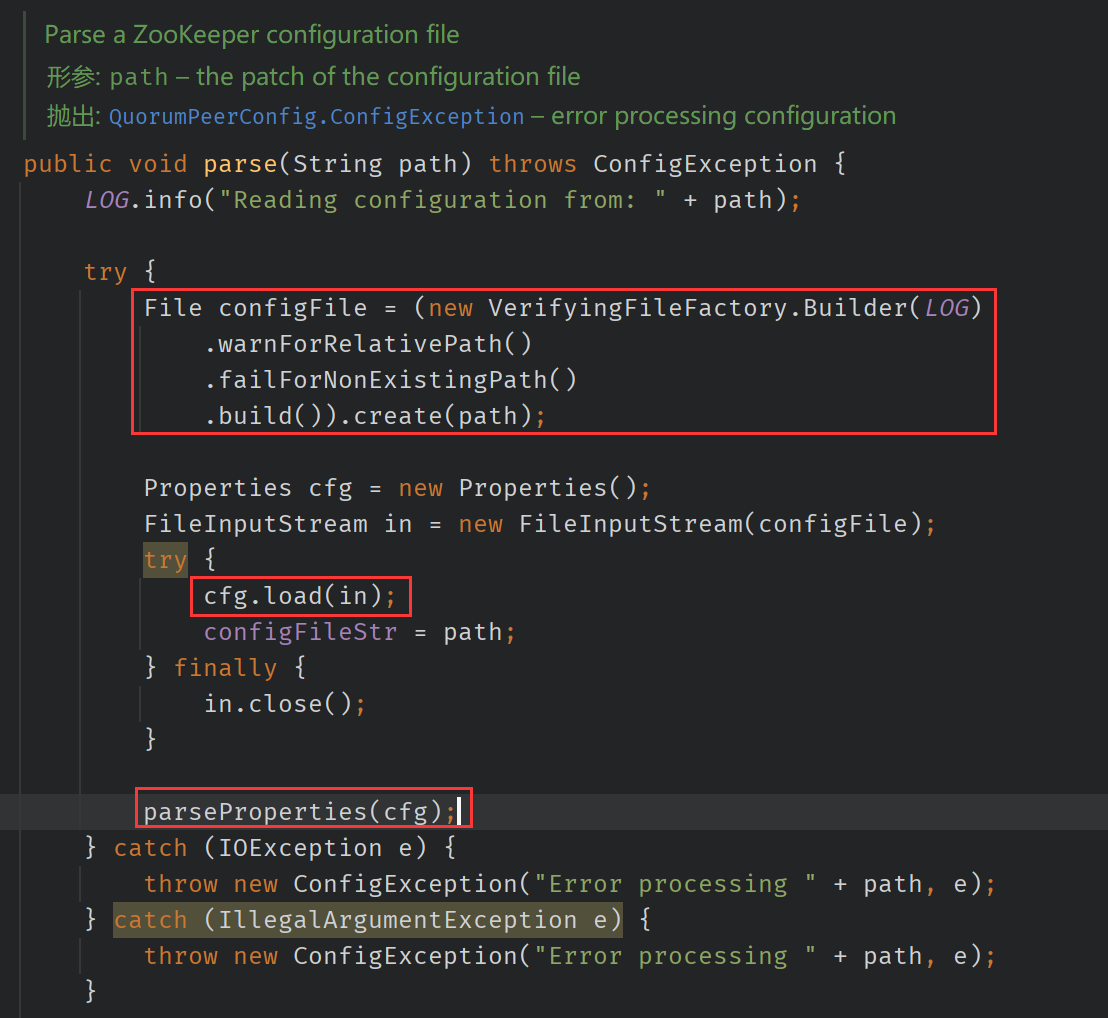 Parse a ZooKeeper configuration file
形参: path – the patch of the configuration file
抛出: QuorumPeerConfig.ConfigException – error processing configuration
public void parse(String path) throws ConfigException {
LOG.info("Reading configuration from: " + path);
try {
File configFile = (new VerifyingFileFactory.Builder(LOG)
.warnForRelativePath()
.failForNonExistingPath()
.build()).create(path);
Properties cfg = new Properties();
FileInputStream in = new FileInputStream(configFile);
try {
cfg.load(in);
configFileStr = path;
} finally {
in.close();
}
parseProperties(cfg);
} catch (IOException e) {
throw new ConfigException("Error processing " + path, e);
} catch (IllegalArgumentException e) {
throw new ConfigException("Error processing " + path, e);
}